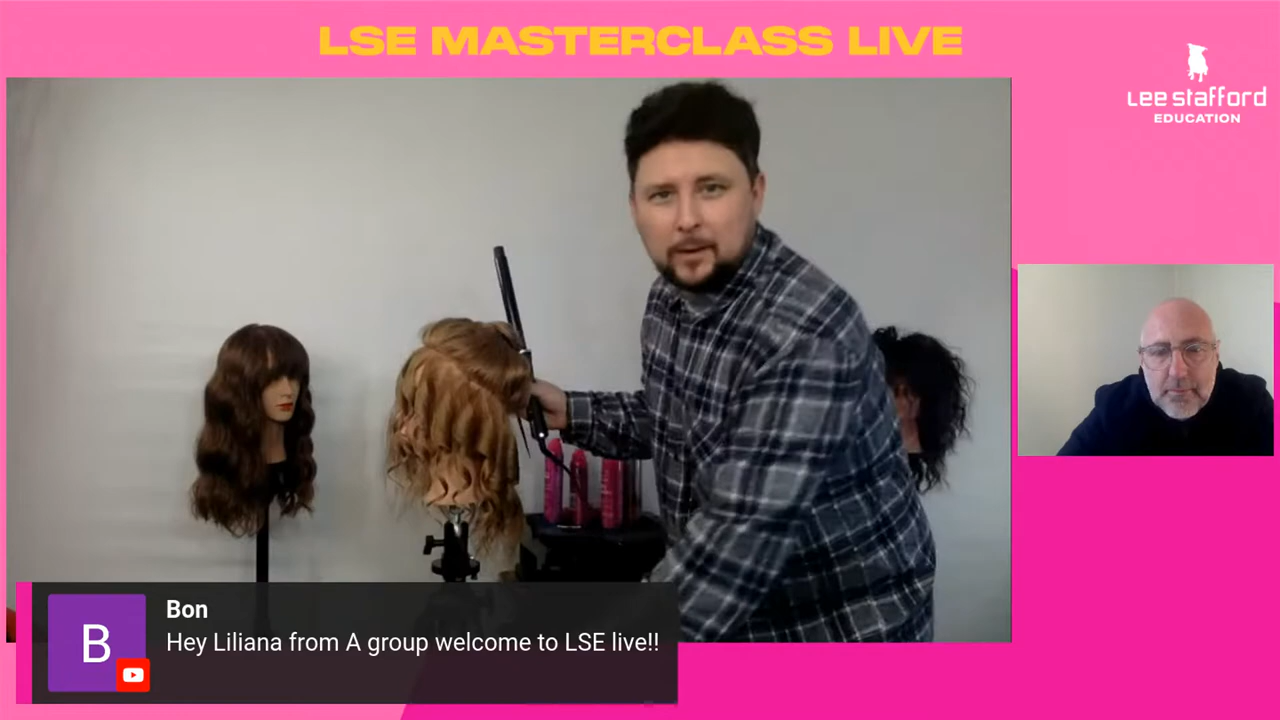 LSE MASTERCLASS LIVE
Lee Stafford
EDUCATION
B
Bon
Hey Liliana from A group welcome to LSE live!!